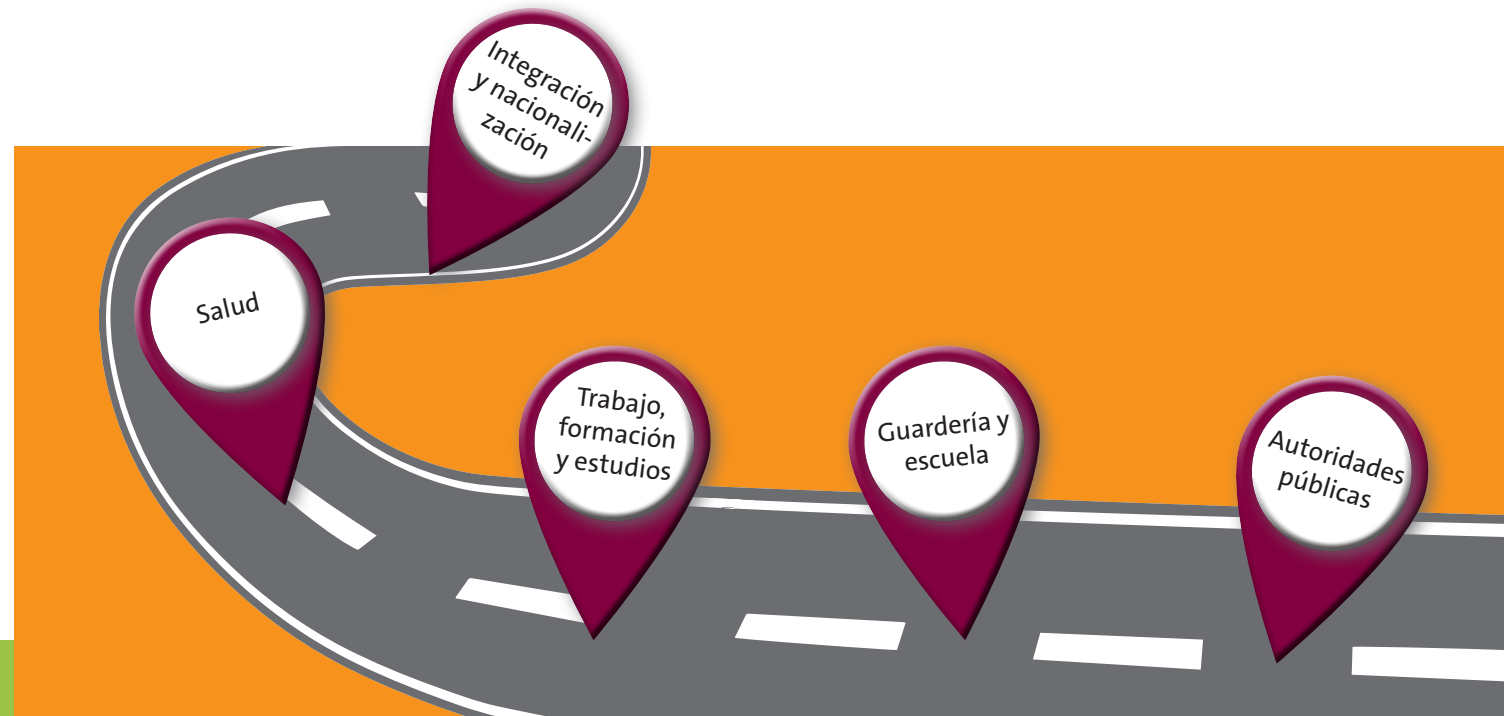 Integración
y nacionali-
zación
Salud
Trabajo,
formación
y estudios
Guardería y
escuela
Autoridades
públicas